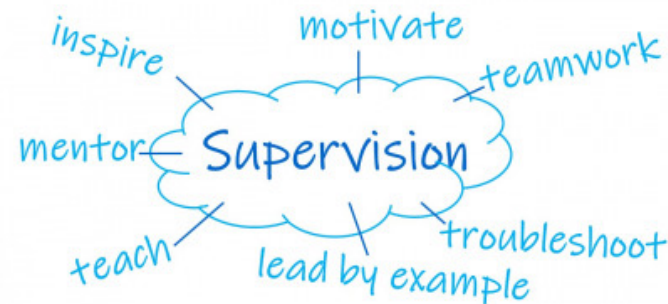 inspire
motivate
teamwork
mentor
Supervision
teach
lead by example
troubleshoot